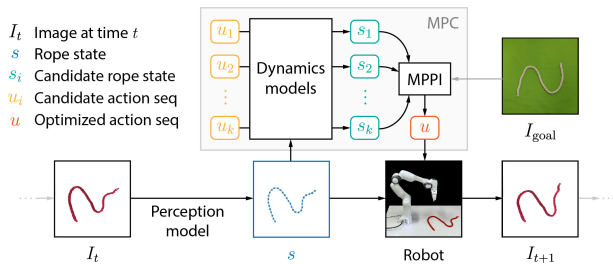 I_t Image at time t
s Rope state
s_i Candidate rope state
u_i Candidate action seq
u Optimized action seq
MPC
u_1
u_2
⋮
u_k
Dynamics
models
s_1
s_2
⋮
s_k
MPPI
u
I_goal
Perception
model
I_t
s
Robot
I_{t+1}